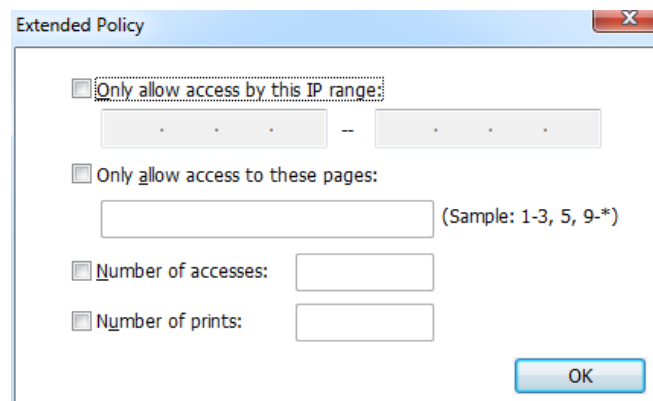 Extended Policy
Only allow access by this IP range:
. . . -- . . .
Only allow access to these pages:
(Sample: 1-3, 5, 9-*)
Number of accesses:
Number of prints:
OK